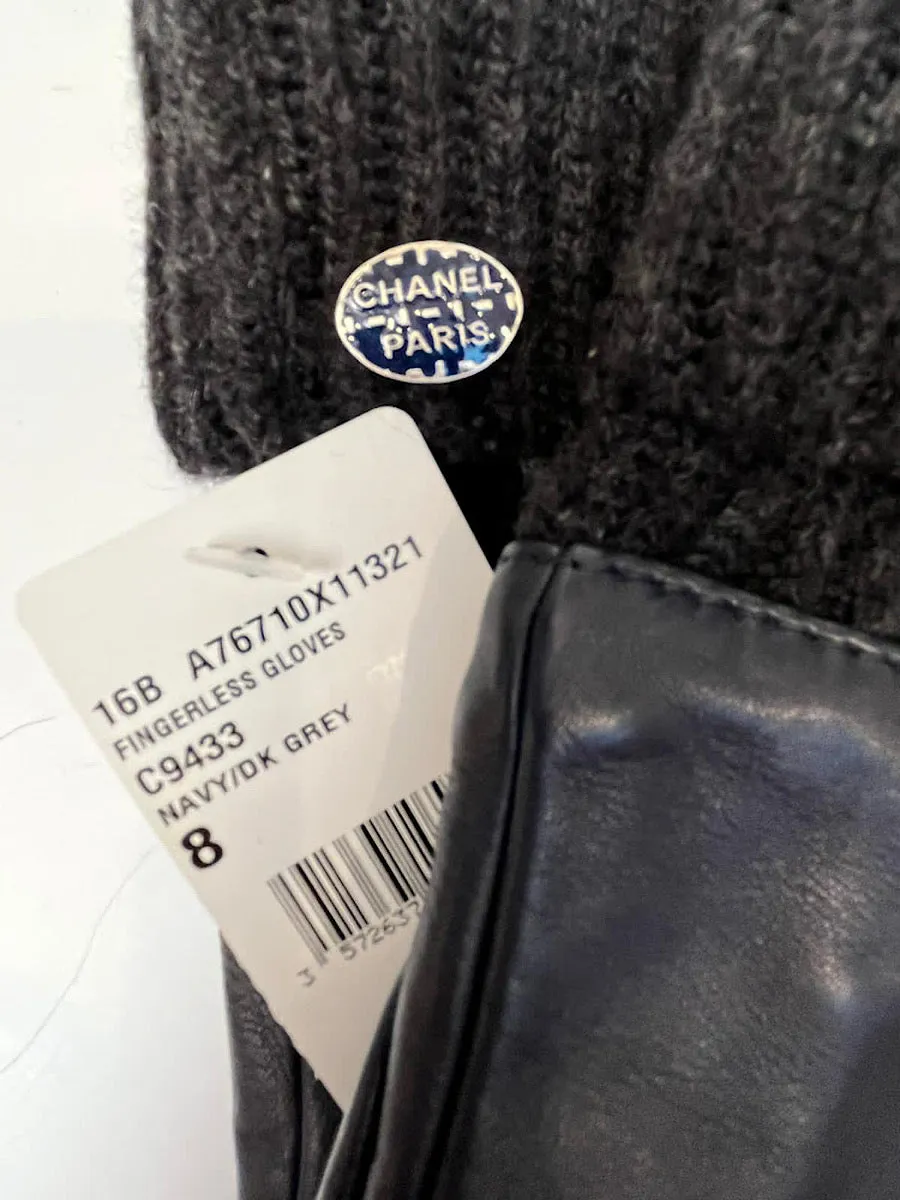 CHANEL
PARIS
16B A76710X11321
FINGERLESS GLOVES
C9433
NAVY/DK GREY
8